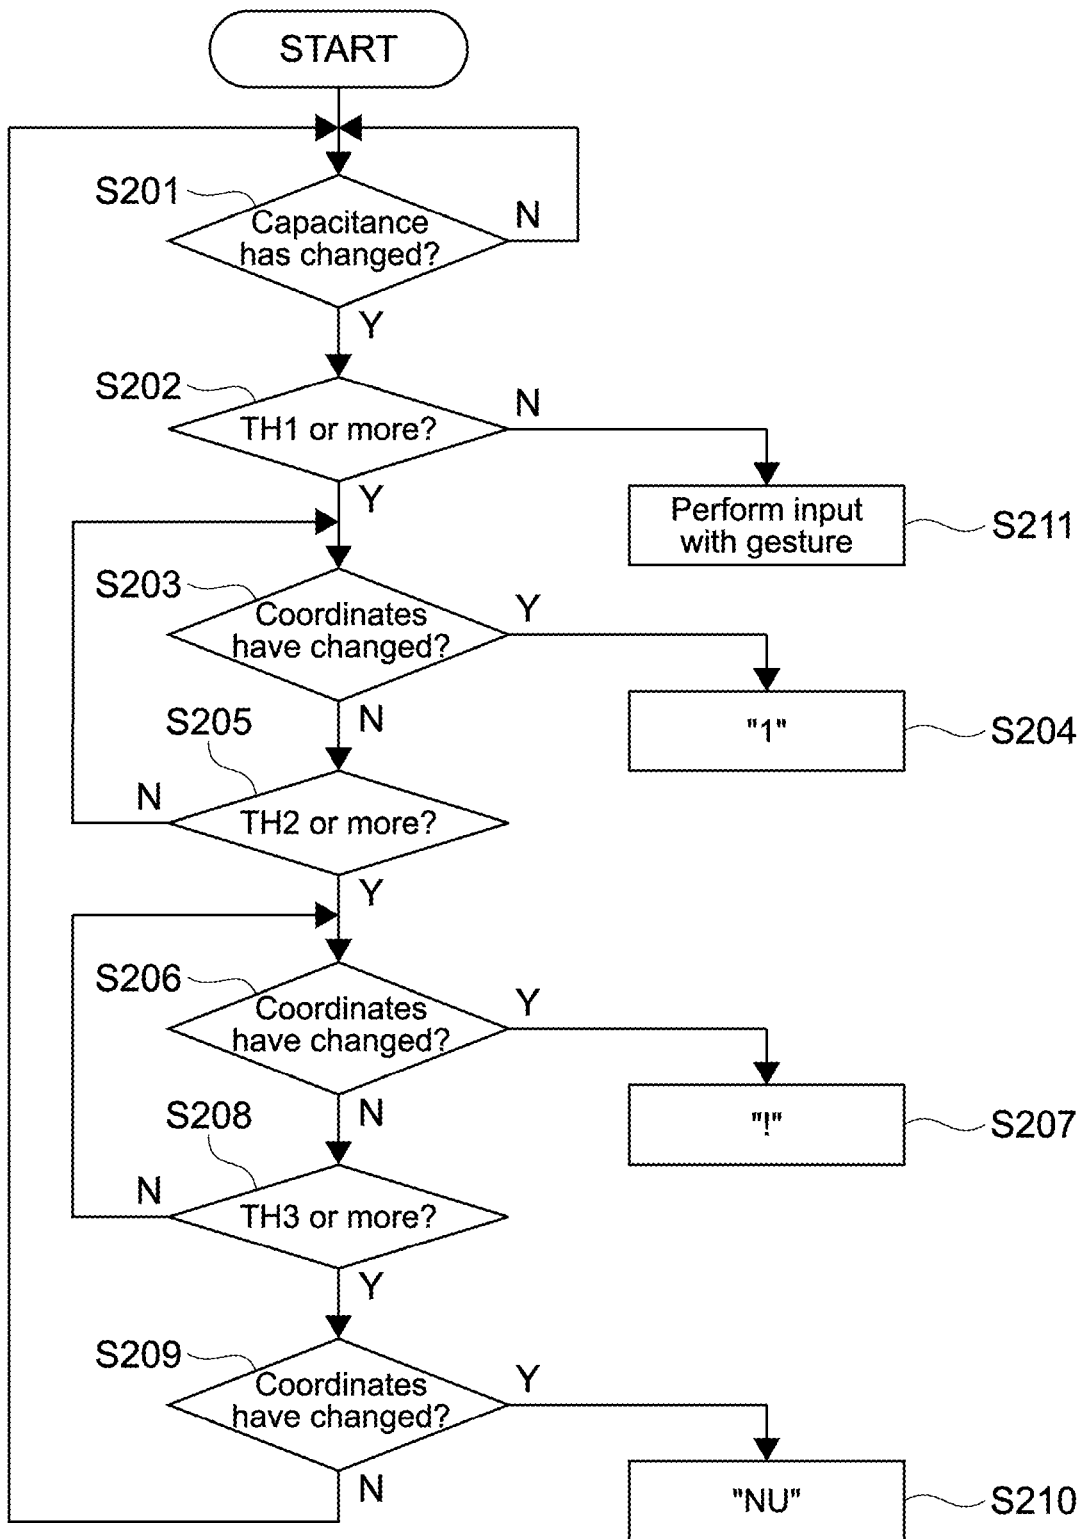 START
S201
Capacitance
has changed?
N
Y
S202
TH1 or more?
N
Y
Perform input
with gesture
S211
S203
Coordinates
have changed?
Y
N
"1"
S204
S205
TH2 or more?
N
Y
S206
Coordinates
have changed?
Y
N
"!"
S207
S208
TH3 or more?
N
Y
S209
Coordinates
have changed?
Y
N
"NU"
S210